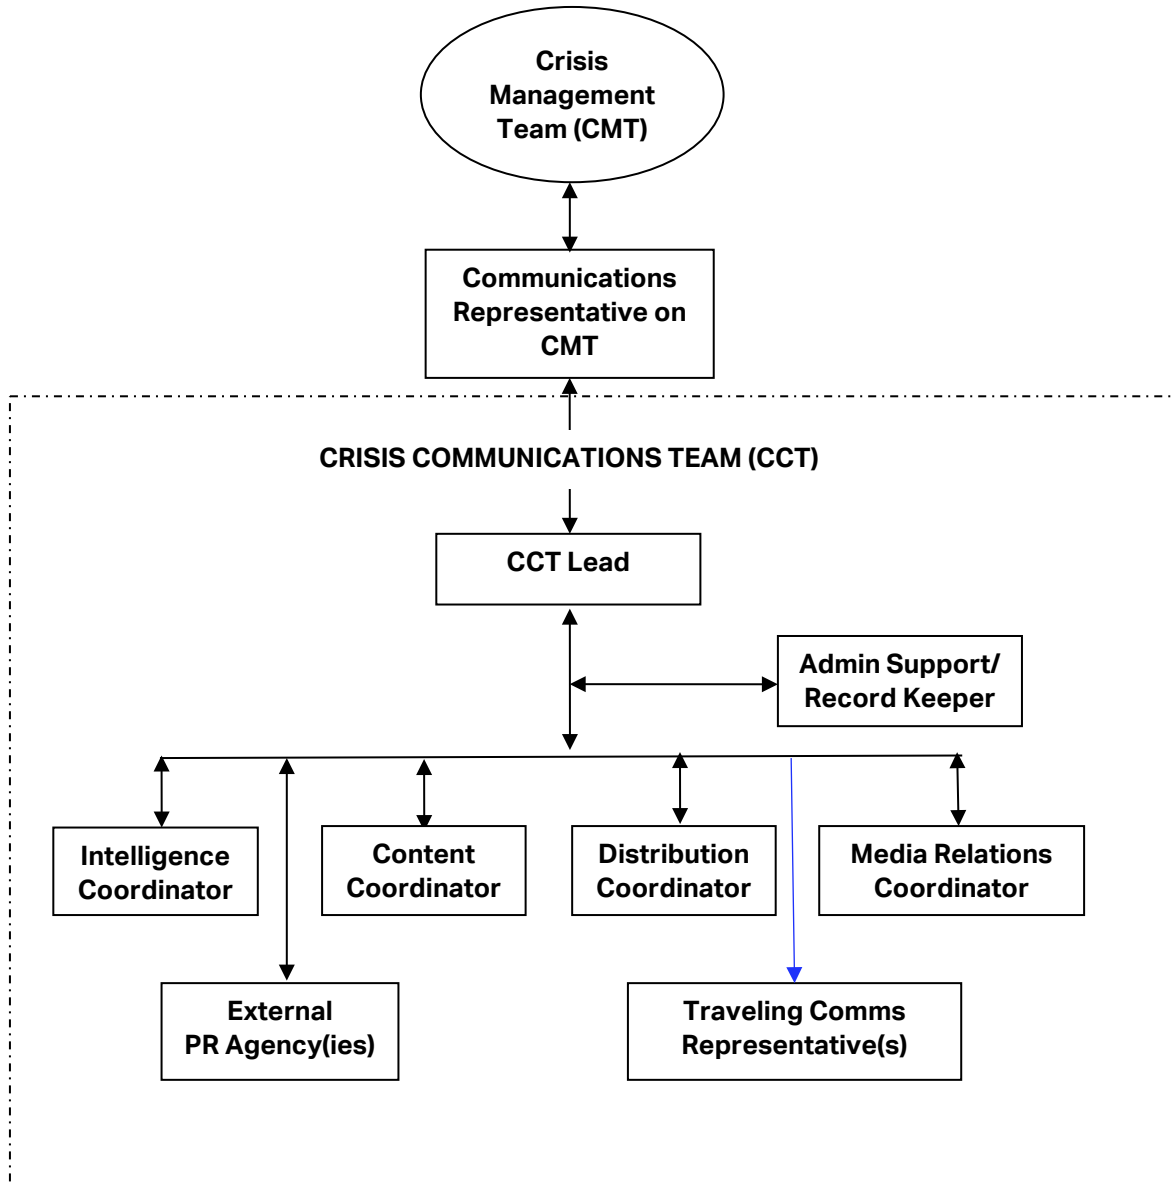 Crisis
Management
Team (CMT)
Communications
Representative on
CMT
CRISIS COMMUNICATIONS TEAM (CCT)
CCT Lead
Admin Support/
Record Keeper
Intelligence
Coordinator
Content
Coordinator
Distribution
Coordinator
Media Relations
Coordinator
External
PR Agency(ies)
Traveling Comms
Representative(s)